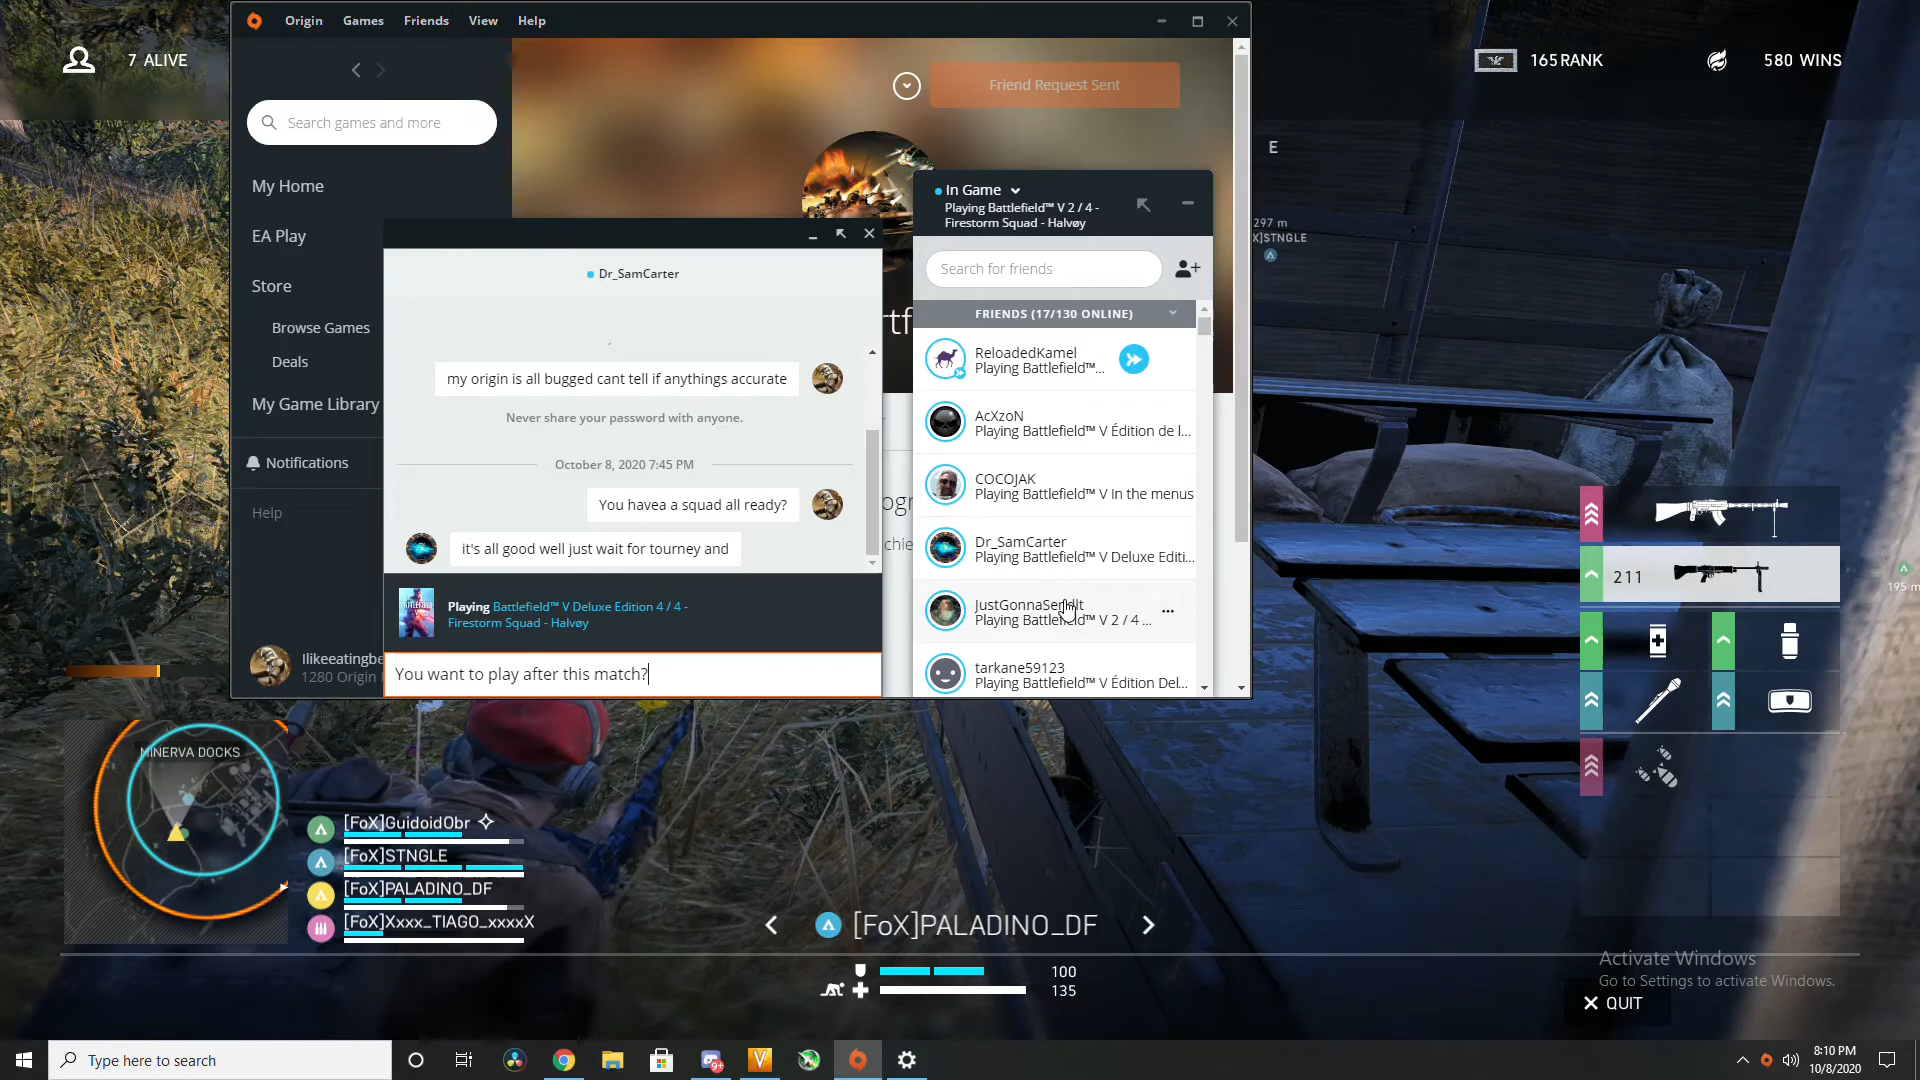 Origin Games Friends View Help
7 ALIVE
165 RANK
580 WINS
Search games and more
My Home
EA Play
Store
Browse Games
Deals
My Game Library
Notifications
Help
1280 Origin
Friend Request Sent
Dr_SamCarter
my origin is all bugged cant tell if anythings accurate
Never share your password with anyone.
October 8, 2020 7:45 PM
You havea a squad all ready?
it's all good well just wait for tourney and
Playing Battlefield™ V Deluxe Edition 4 / 4 -
Firestorm Squad - Halvøy
You want to play after this match?
In Game
Playing Battlefield™ V 2 / 4 -
Firestorm Squad - Halvøy
Search for friends
FRIENDS (17/130 ONLINE)
ReloadedKamel
Playing Battlefield™...
AcXzoN
Playing Battlefield™ V Édition de l...
COCOJAK
Playing Battlefield™ V In the menus
Dr_SamCarter
Playing Battlefield™ V Deluxe Editi...
Playing Battlefield™ V 2 / 4 ...
tarkane59123
Playing Battlefield™ V Édition Del...
E
297 m
X]STNGLE
211
195 m
MINERVA DOCKS
[FoX]GuidoidObr
[FoX]STNGLE
[FoX]PALADINO_DF
[FoX]Xxxx_TIAGO_xxxxX
[FoX]PALADINO_DF
100
135
Activate Windows
Go to Settings to activate Windows.
QUIT
Type here to search
9+
8:10 PM
10/8/2020